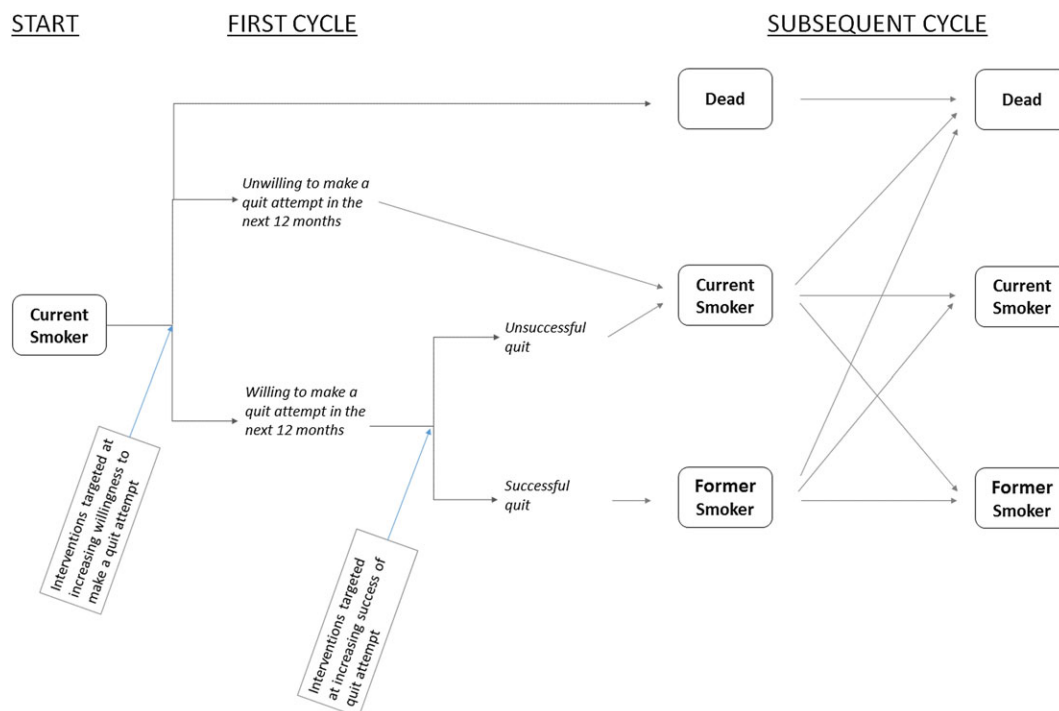 START
FIRST CYCLE
SUBSEQUENT CYCLE
Dead
Dead
Unwilling to make a
quit attempt in the
next 12 months
Current
Smoker
Current
Smoker
Current
Smoker
Unsuccessful
quit
Willing to make a
quit attempt in the
next 12 months
Successful
quit
Former
Smoker
Former
Smoker
Interventions targeted at
increasing willingness to
make a quit attempt
Interventions targeted
at increasing success of
quit attempt